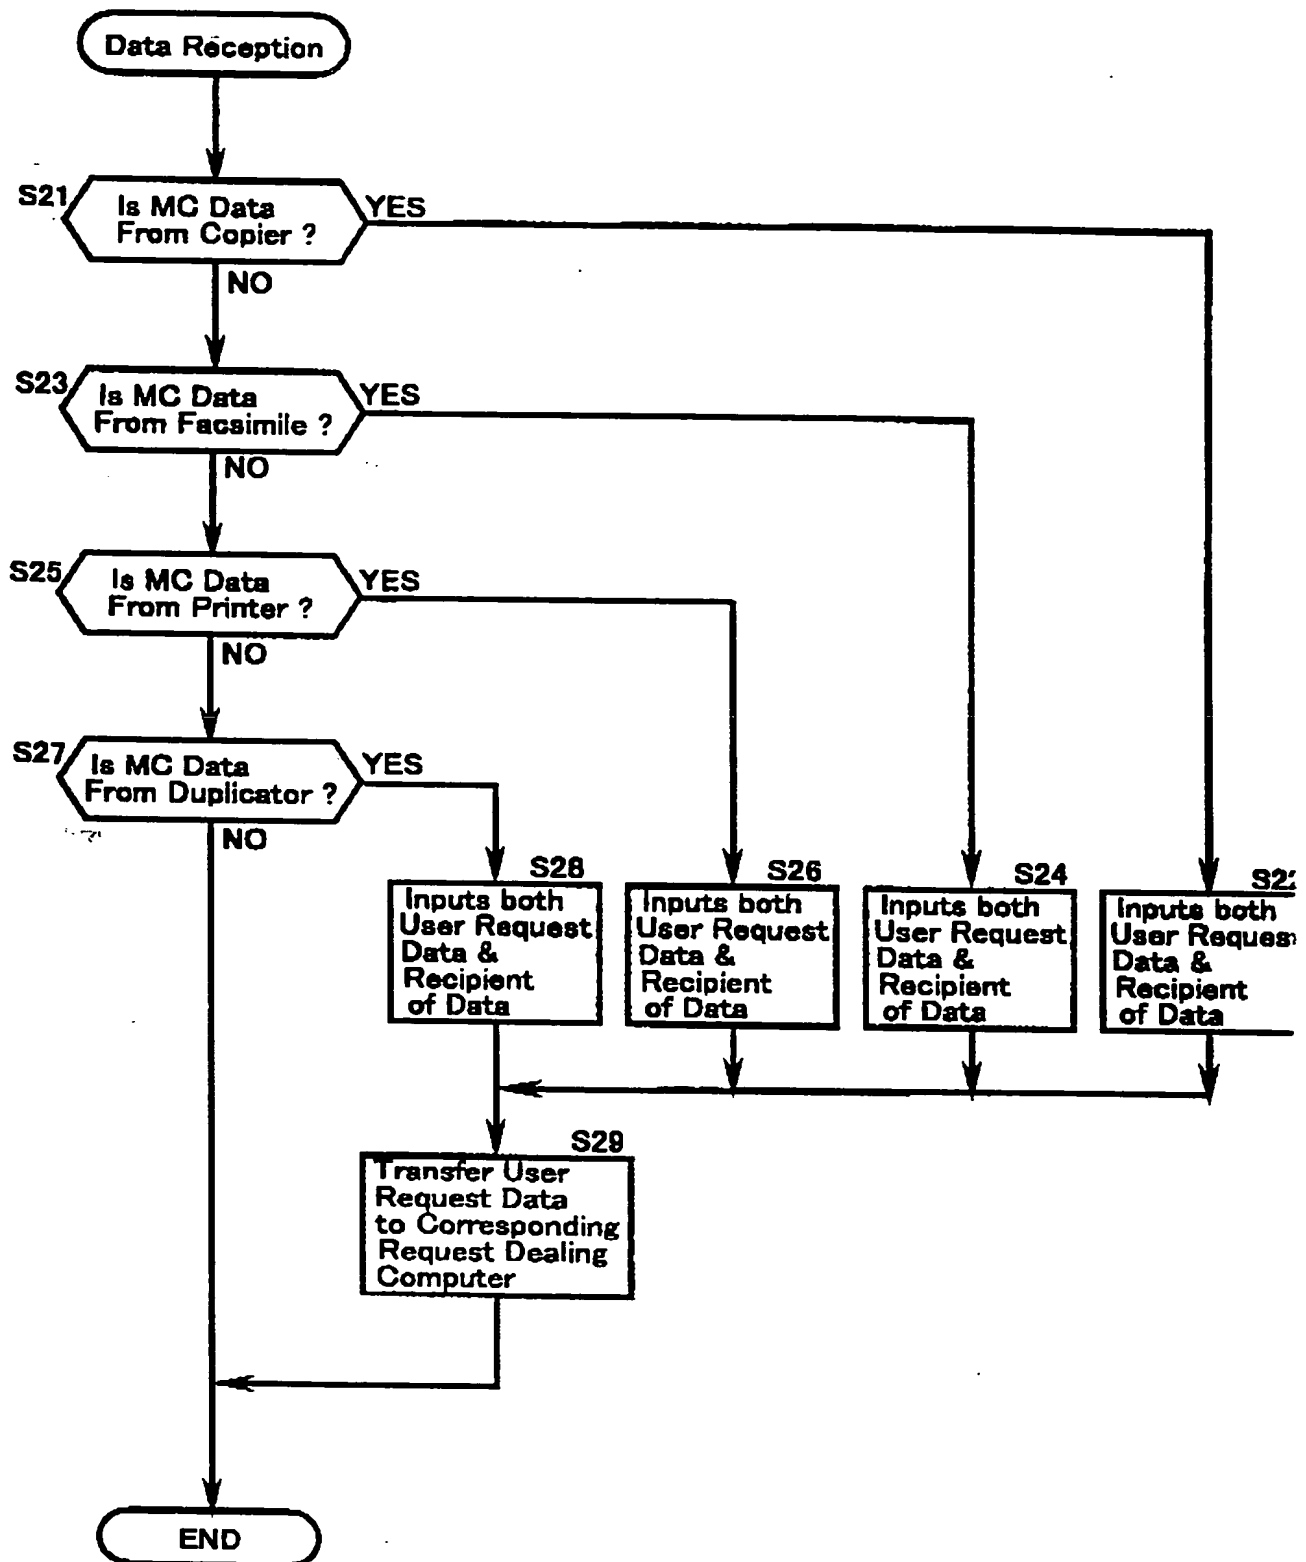 Data Reception
S21
Is MC Data
From Copier ?
YES
NO
S23
Is MC Data
From Facsimile ?
YES
NO
S25
Is MC Data
From Printer ?
YES
NO
S27
Is MC Data
From Duplicator ?
YES
NO
S28
Inputs both
User Request
Data &
Recipient
of Data
S26
Inputs both
User Request
Data &
Recipient
of Data
S24
Inputs both
User Request
Data &
Recipient
of Data
S22
Inputs both
User Request
Data &
Recipient
of Data
S29
Transfer User
Request Data
to Corresponding
Request Dealing
Computer
END